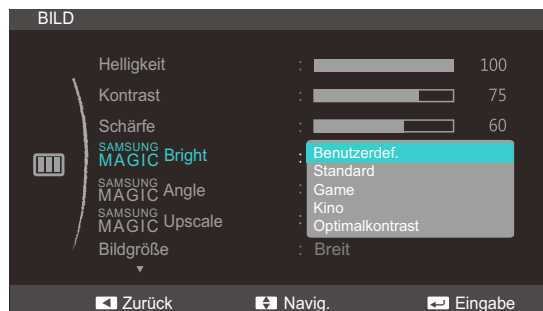 BILD
Helligkeit : 100
Kontrast : 75
Schärfe : 60
SAMSUNG MAGIC Bright :
Benutzerdef.
Standard
Game
Kino
Optimalkontrast
SAMSUNG MAGIC Angle :
SAMSUNG MAGIC Upscale :
Bildgröße : Breit
Zurück Navig. Eingabe